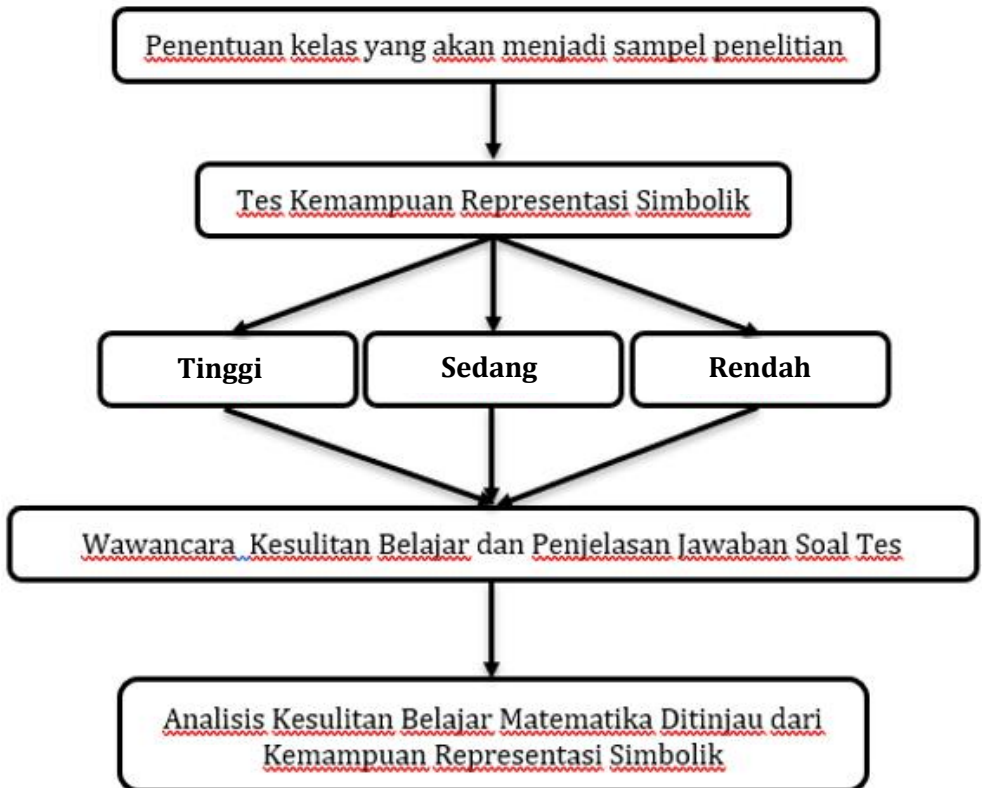 Penentuan kelas yang akan menjadi sampel penelitian
Tes Kemampuan Representasi Simbolik
Tinggi
Sedang
Rendah
Wawancara Kesulitan Belajar dan Penjelasan Jawaban Soal Tes
Analisis Kesulitan Belajar Matematika Ditinjau dari
Kemampuan Representasi Simbolik